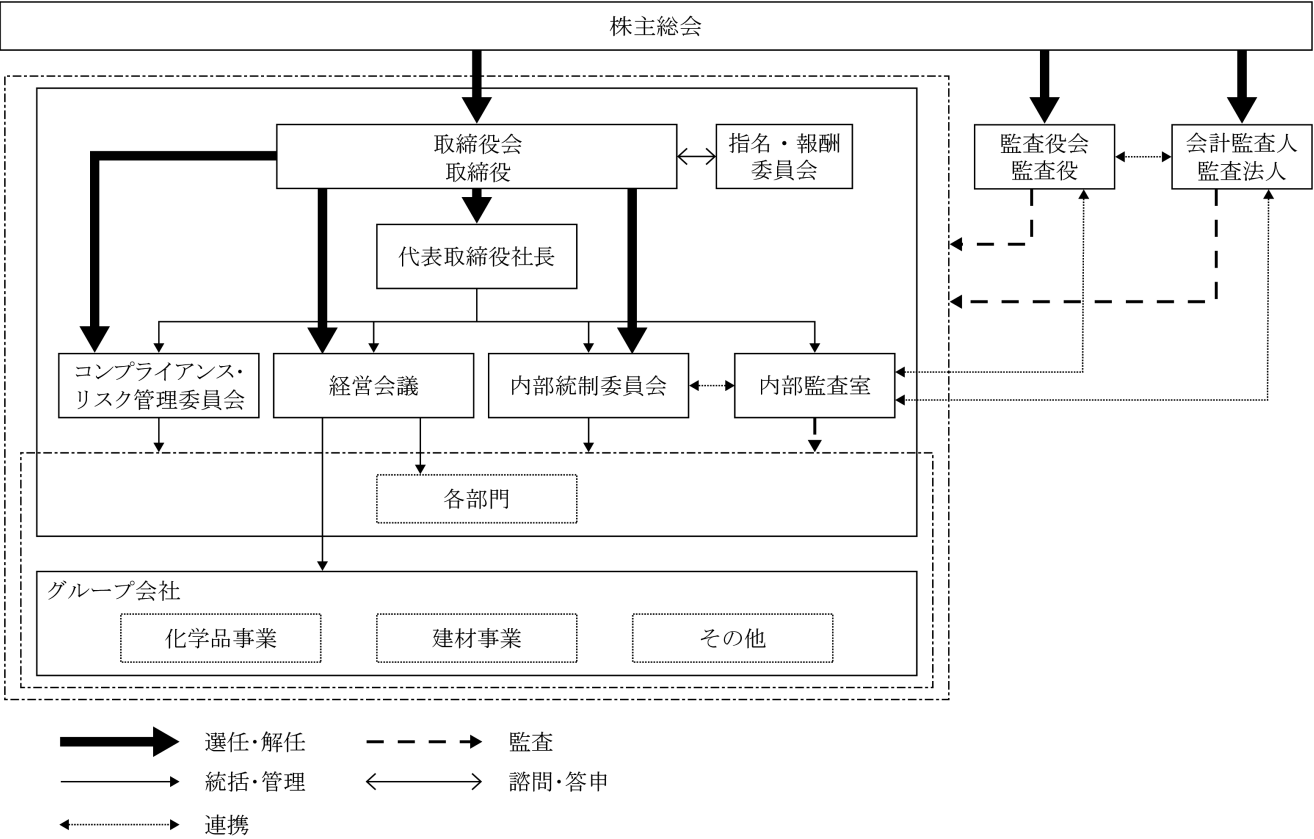 株主総会
取締役会
取締役
指名・報酬
委員会
監査役会
監査役
会計監査人
監査法人
代表取締役社長
コンプライアンス・
リスク管理委員会
経営会議
内部統制委員会
内部監査室
各部門
グループ会社
化学品事業
建材事業
その他
選任・解任
監査
統括・管理
諮問・答申
連携